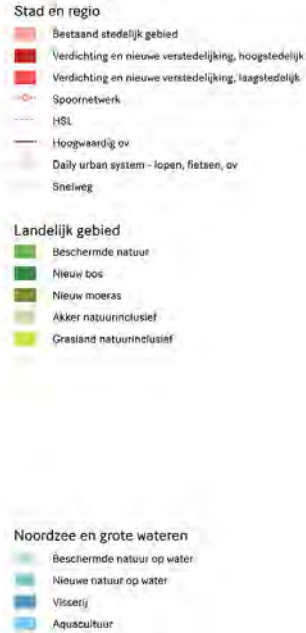 Stad en regio
Bestaand stedelijk gebied
Verdichting en nieuwe verstedelijking, hoogstedelijk
Verdichting en nieuwe verstedelijking, laagstedelijk
Spoornetwerk
HSL
Hoogwaardig ov
Daily urban system - lopen, fietsen, ov
Snelweg
Landelijk gebied
Beschermde natuur
Nieuw bos
Nieuw moeras
Akker natuurinclusief
Grasland natuurinclusief
Noordzee en grote wateren
Beschermde natuur op water
Nieuwe natuur op water
Visserij
Aquacultuur